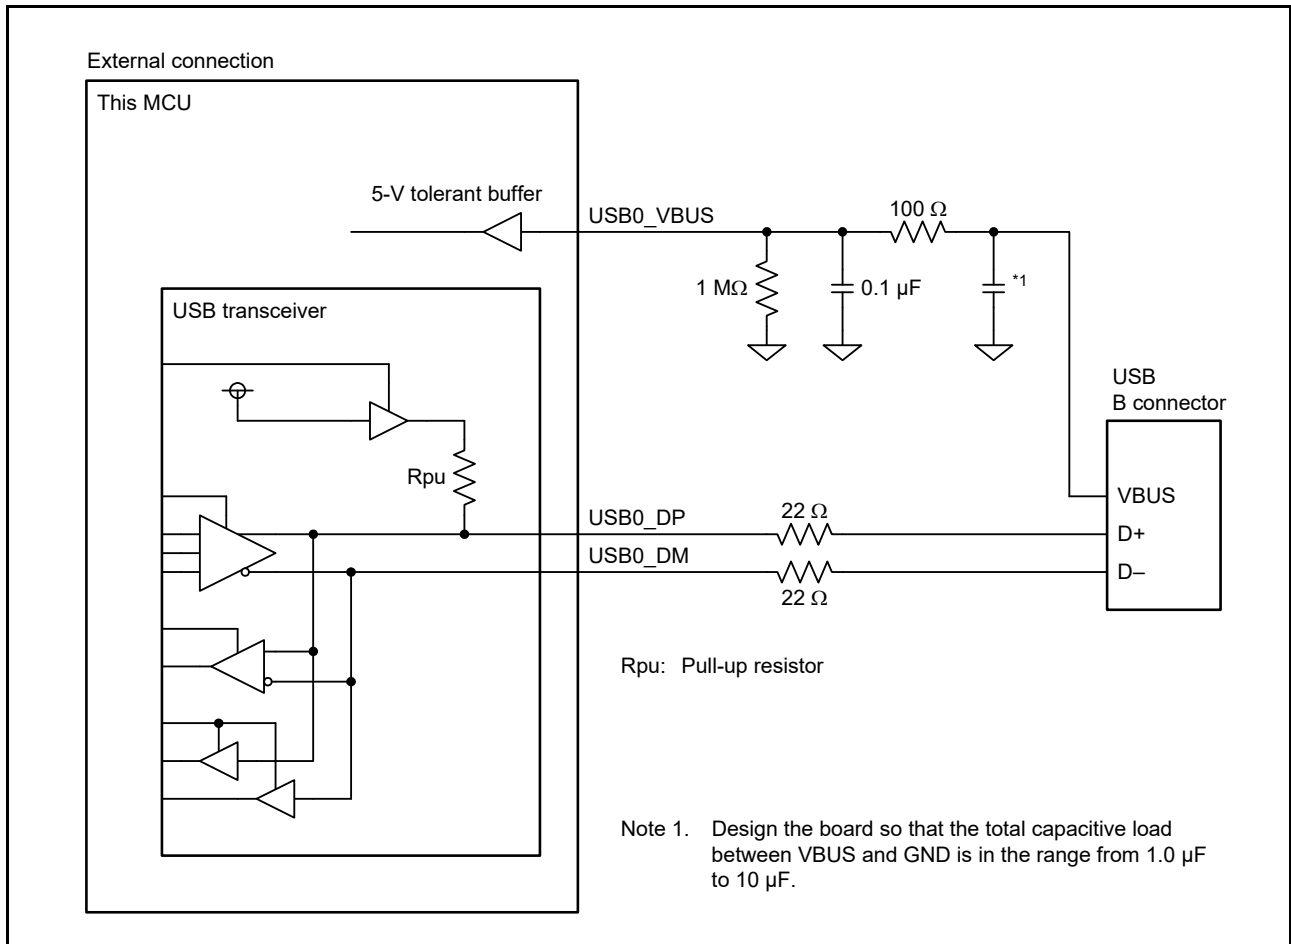 External connection
This MCU
5-V tolerant buffer
USB0_VBUS
100 Ω
1 MΩ
0.1 µF
*1
USB transceiver
USB
B connector
Rpu
VBUS
USB0_DP
22 Ω
D+
USB0_DM
22 Ω
D–
Rpu: Pull-up resistor
Note 1. Design the board so that the total capacitive load
between VBUS and GND is in the range from 1.0 µF
to 10 µF.